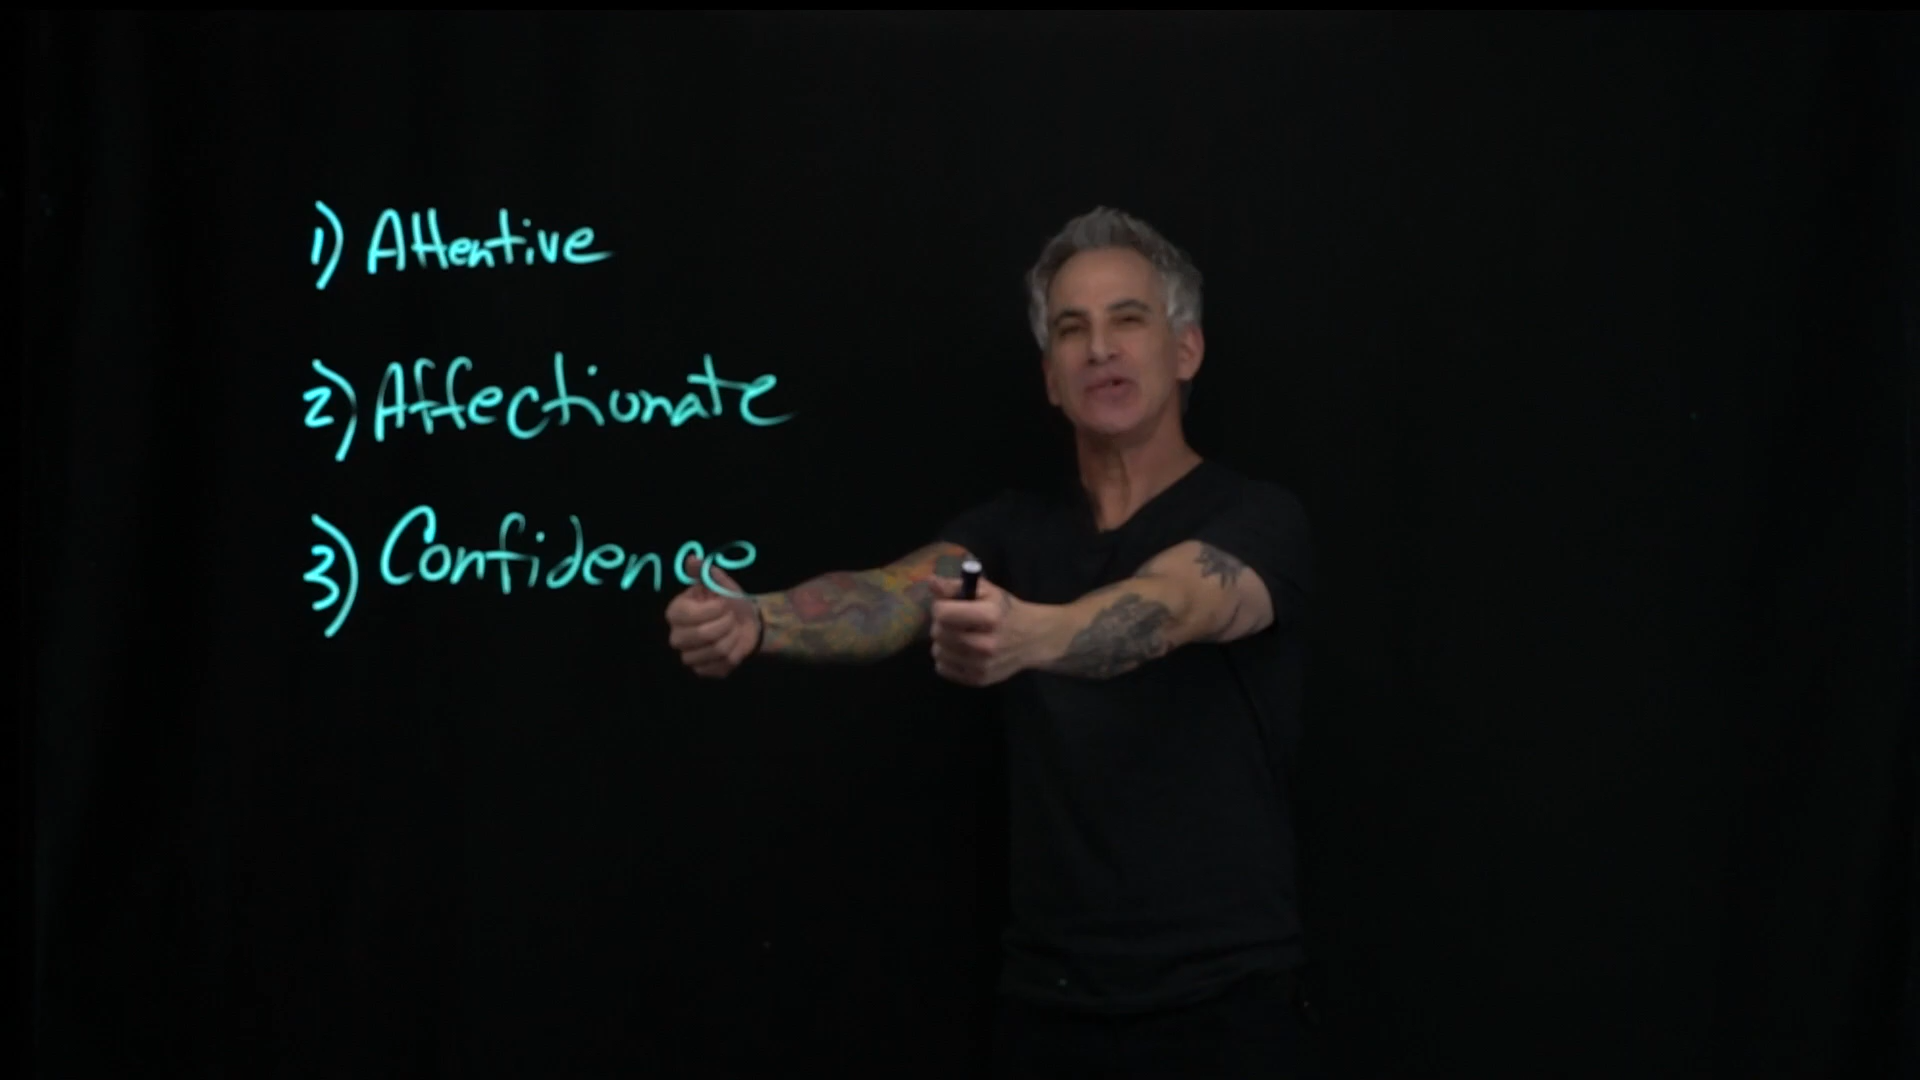 1) Attentive
2) Affectionate
3) Confidence